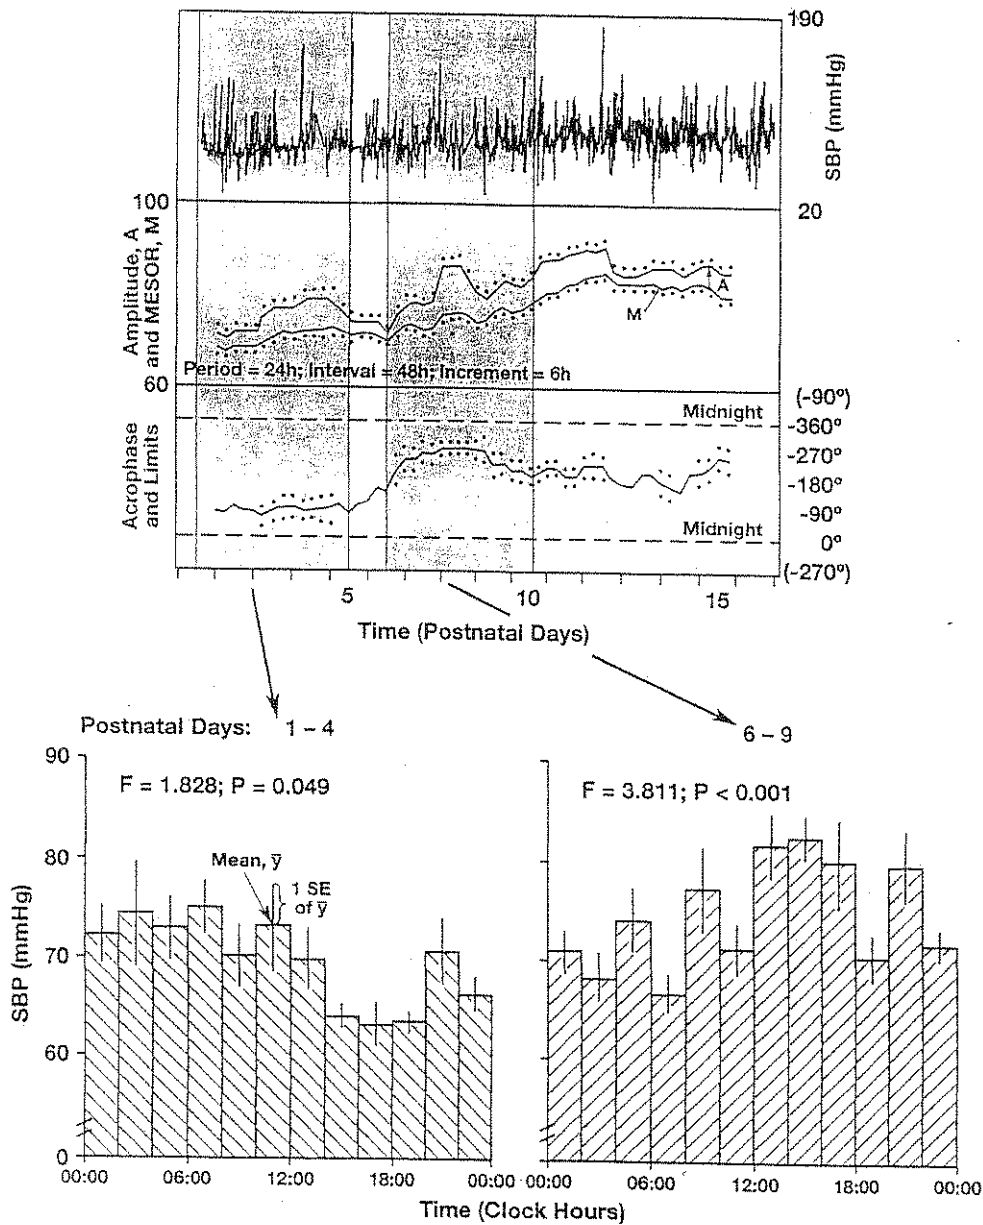 190
SBP (mmHg)
20
100
Amplitude, A
and MESOR, M
60
A
M
Period = 24h; Interval = 48h; Increment = 6h
(-90°)
Midnight
-360°
-270°
-180°
-90°
Midnight
0°
(-270°)
Acrophase
and Limits
5 10 15
Time (Postnatal Days)
Postnatal Days: 1 – 4 6 – 9
90
80
70
60
0
SBP (mmHg)
F = 1.828; P = 0.049
Mean, y̅
1 SE
of y̅
F = 3.811; P < 0.001
00:00 06:00 12:00 18:00 00:00
00:00 06:00 12:00 18:00 00:00
Time (Clock Hours)